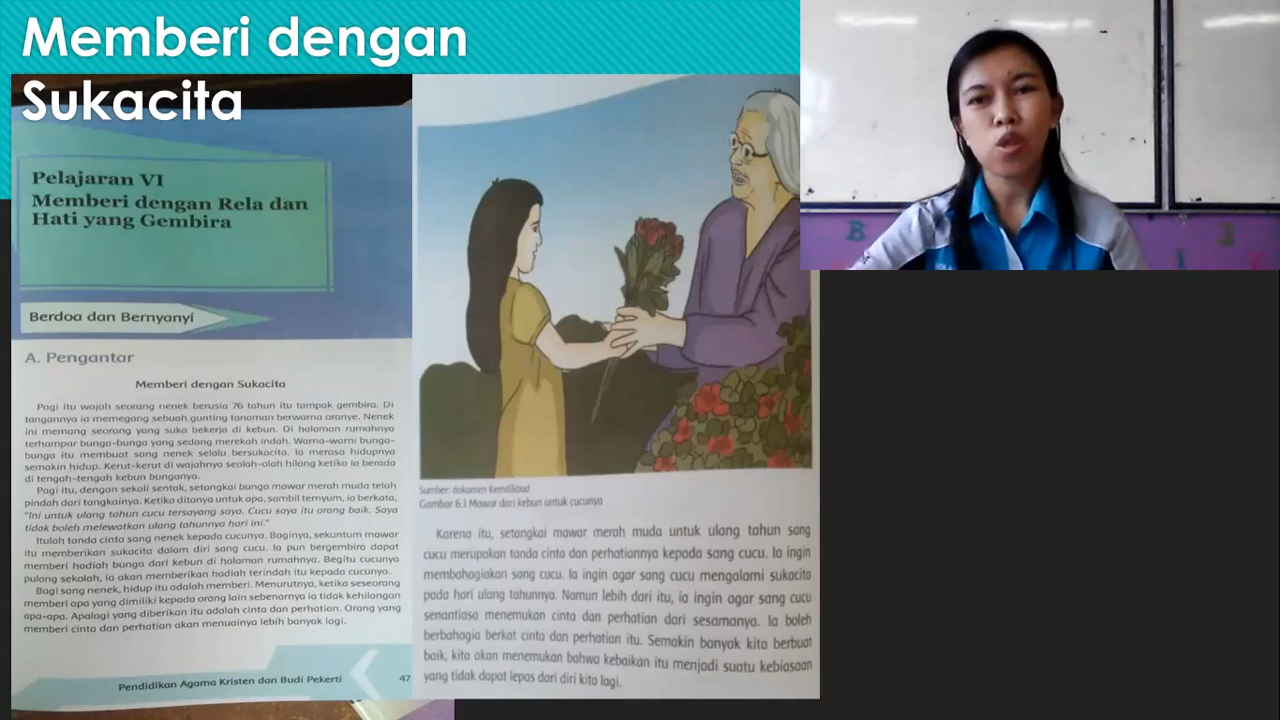 Memberi dengan
Sukacita
Pelajaran VI
Memberi dengan Rela dan
Hati yang Gembira
Berdoa dan Bernyanyi
A. Pengantar
Memberi dengan Sukacita
Pagi itu wajah seorang nenek berusia 76 tahun itu tampak gembira. Di
tangannya ia memegang sebuah gunting tanaman berwarna oranye. Nenek
ini memang seorang yang suka bekerja di kebun. Di halaman rumahnya
terhampar bunga-bunga yang sedang merekah indah. Warna-warni bunga-
bunga itu membuat sang nenek selalu bersukacita. Ia merasa hidupnya
semakin hidup. Kerut-kerut di wajahnya seolah-olah hilang ketika ia berada
di tengah-tengah kebun bunganya.
Pagi itu, dengan sekali sentak, setangkai bunga mawar merah muda telah
pindah dari tangkainya. Ketika ditanya untuk apa, sambil ternyum, ia berkata,
"Ini untuk ulang tahun cucu tersayang saya. Cucu saya itu orang baik. Saya
tidak boleh melewatkan ulang tahunnya hari ini."
Itulah tanda cinta sang nenek kepada cucunya. Baginya, sekuntum mawar
itu memberikan sukacita dalam diri sang cucu. Ia pun bergembira dapat
memberi hadiah bunga dari kebun di halaman rumahnya. Begitu cucunya
pulang sekolah, ia akan memberikan hadiah terindah itu kepada cucunya.
Bagi sang nenek, hidup itu adalah memberi. Menurutnya, ketika seseorang
memberi apa yang dimiliki kepada orang lain sebenarnya ia tidak kehilangan
apa-apa. Apalagi yang diberikan itu adalah cinta dan perhatian. Orang yang
memberi cinta dan perhatian akan menuainya lebih banyak lagi.
Pendidikan Agama Kristen dan Budi Pekerti 47
Sumber: dokumen Kemdikbud
Gambar 6.1 Mawar dari kebun untuk cucunya
Karena itu, setangkai mawar merah muda untuk ulang tahun sang
cucu merupakan tanda cinta dan perhatiannya kepada sang cucu. Ia ingin
membahagiakan sang cucu. Ia ingin agar sang cucu mengalami sukacita
pada hari ulang tahunnya. Namun lebih dari itu, ia ingin agar sang cucu
senantiasa menemukan cinta dan perhatian dari sesamanya. Ia boleh
berbahagia berkat cinta dan perhatian itu. Semakin banyak kita berbuat
baik, kita akan menemukan bahwa kebaikan itu menjadi suatu kebiasaan
yang tidak dapat lepas dari diri kita lagi.